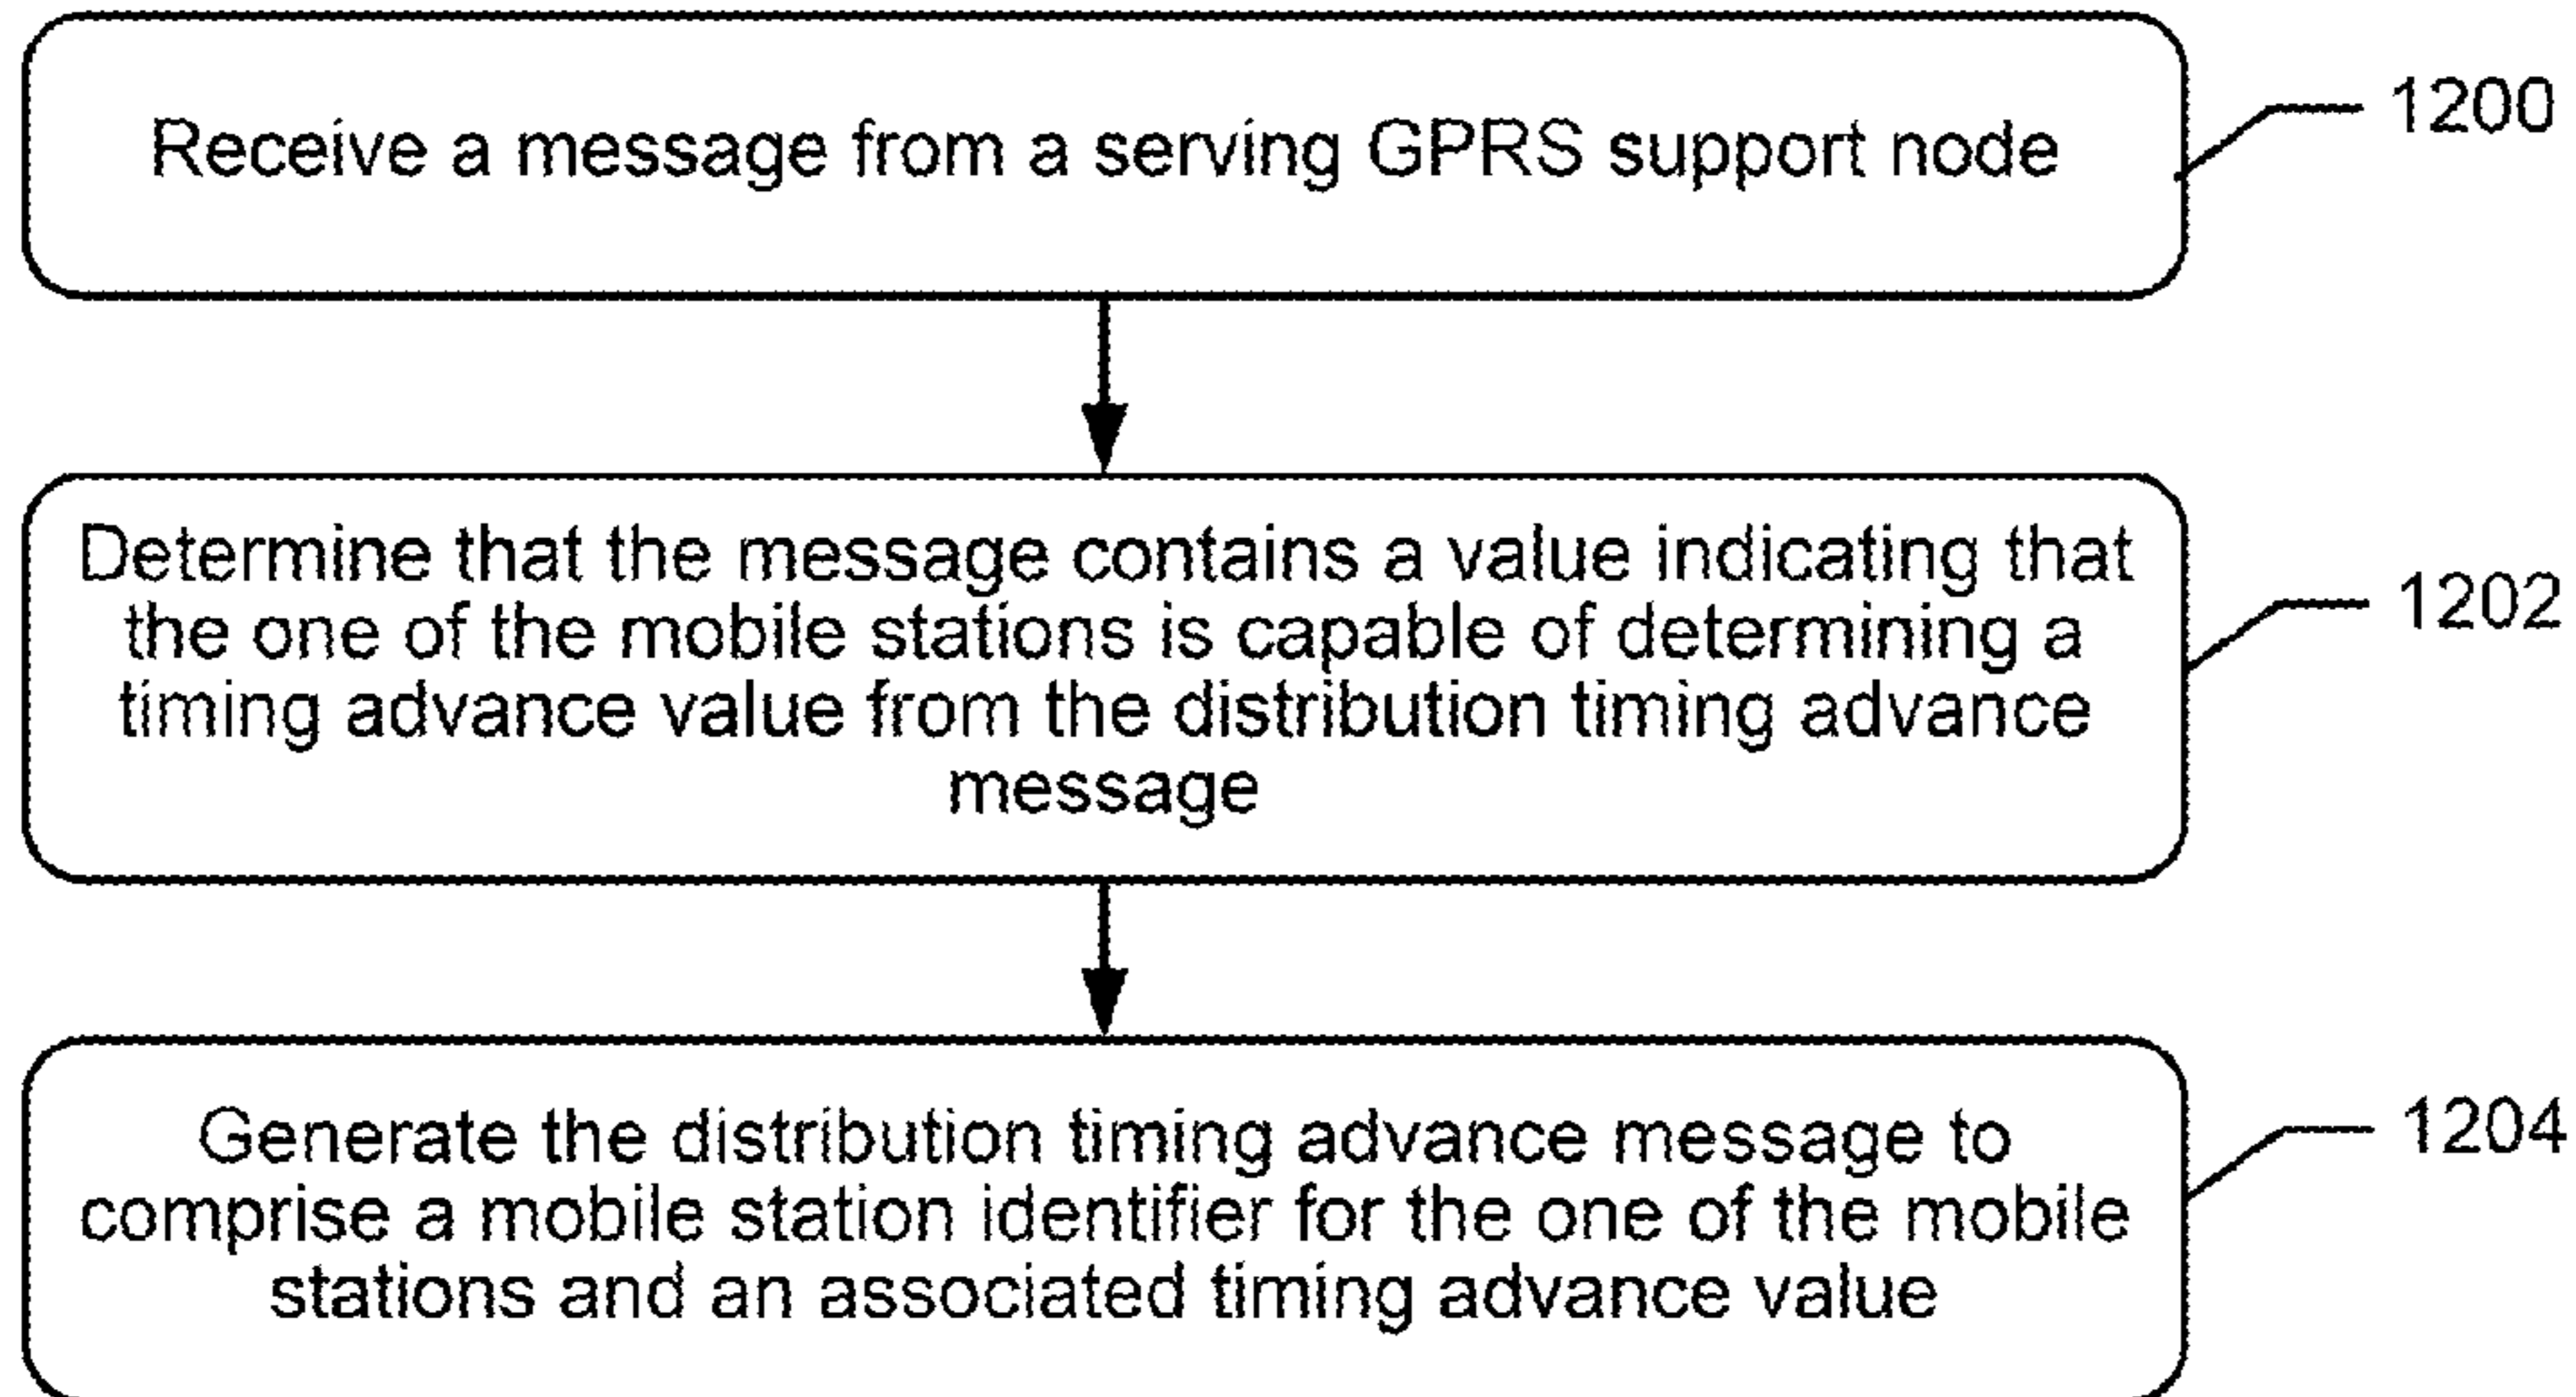 Receive a message from a serving GPRS support node
1200
Determine that the message contains a value indicating that
the one of the mobile stations is capable of determining a
timing advance value from the distribution timing advance
message
1202
Generate the distribution timing advance message to
comprise a mobile station identifier for the one of the mobile
stations and an associated timing advance value
1204